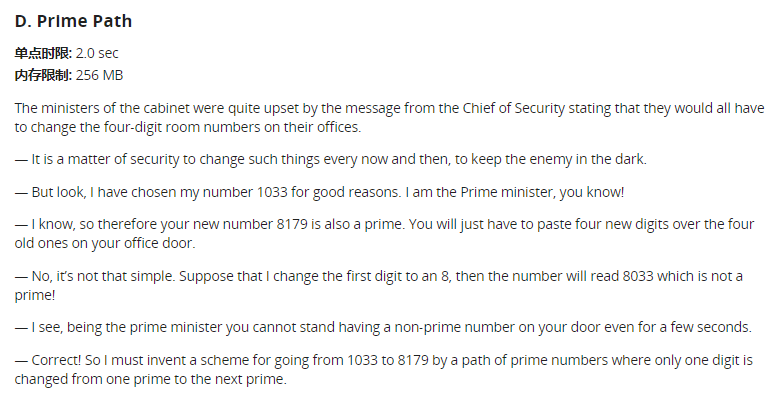 D. Prime Path
单点时限: 2.0 sec
内存限制: 256 MB
The ministers of the cabinet were quite upset by the message from the Chief of Security stating that they would all have
to change the four-digit room numbers on their offices.
— It is a matter of security to change such things every now and then, to keep the enemy in the dark.
— But look, I have chosen my number 1033 for good reasons. I am the Prime minister, you know!
— I know, so therefore your new number 8179 is also a prime. You will just have to paste four new digits over the four
old ones on your office door.
— No, it’s not that simple. Suppose that I change the first digit to an 8, then the number will read 8033 which is not a
prime!
— I see, being the prime minister you cannot stand having a non-prime number on your door even for a few seconds.
— Correct! So I must invent a scheme for going from 1033 to 8179 by a path of prime numbers where only one digit is
changed from one prime to the next prime.